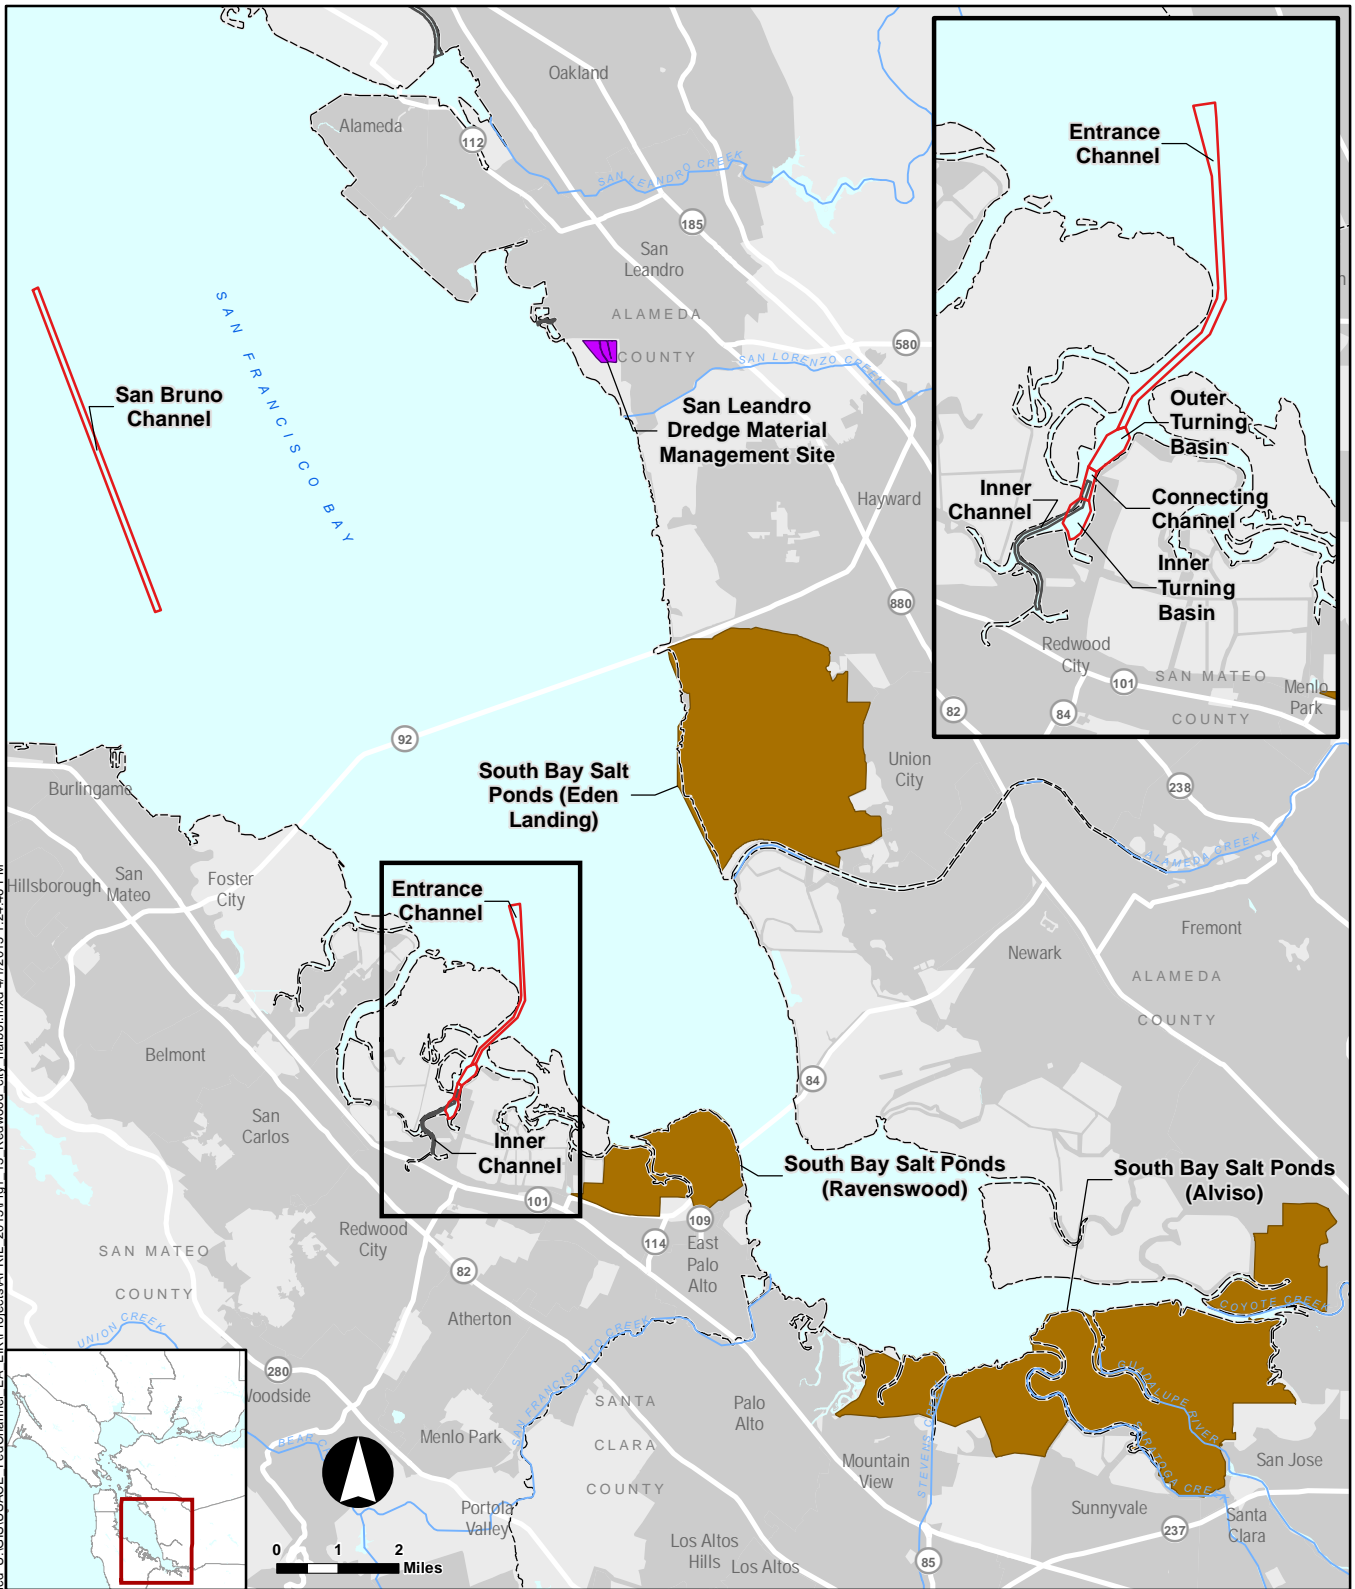 Oakland
Alameda
112
SAN LEANDRO CREEK
185
San
Leandro
ALAMEDA
COUNTY
580
SAN LORENZO CREEK
SAN FRANCISCO BAY
San Bruno
Channel
San Leandro
Dredge Material
Management Site
Hayward
880
92
Entrance
Channel
Outer
Turning
Basin
Inner
Channel
Connecting
Channel
Inner
Turning
Basin
Redwood
City
SAN MATEO
COUNTY
101
Menlo
Park
82
84
South Bay Salt
Ponds (Eden
Landing)
Union
City
238
ALAMEDA CREEK
Burlingame
Hillsborough
San
Mateo
Foster
City
Entrance
Channel
Newark
Fremont
ALAMEDA
COUNTY
Belmont
San
Carlos
84
Inner
Channel
101
South Bay Salt Ponds
(Ravenswood)
South Bay Salt Ponds
(Alviso)
109
114
East
Palo
Alto
Redwood
City
SAN MATEO
COUNTY
82
Atherton
UNION CREEK
COYOTE CREEK
280
Woodside
SAN FRANCISQUITO CREEK
SANTA
CLARA
COUNTY
Palo
Alto
GUADALUPE RIVER
SARATOGA CREEK
Menlo Park
Mountain
View
San Jose
Sunnyvale
237
Santa
Clara
Portola
Valley
Los Altos
Hills
Los Altos
85
0 1 2
Miles